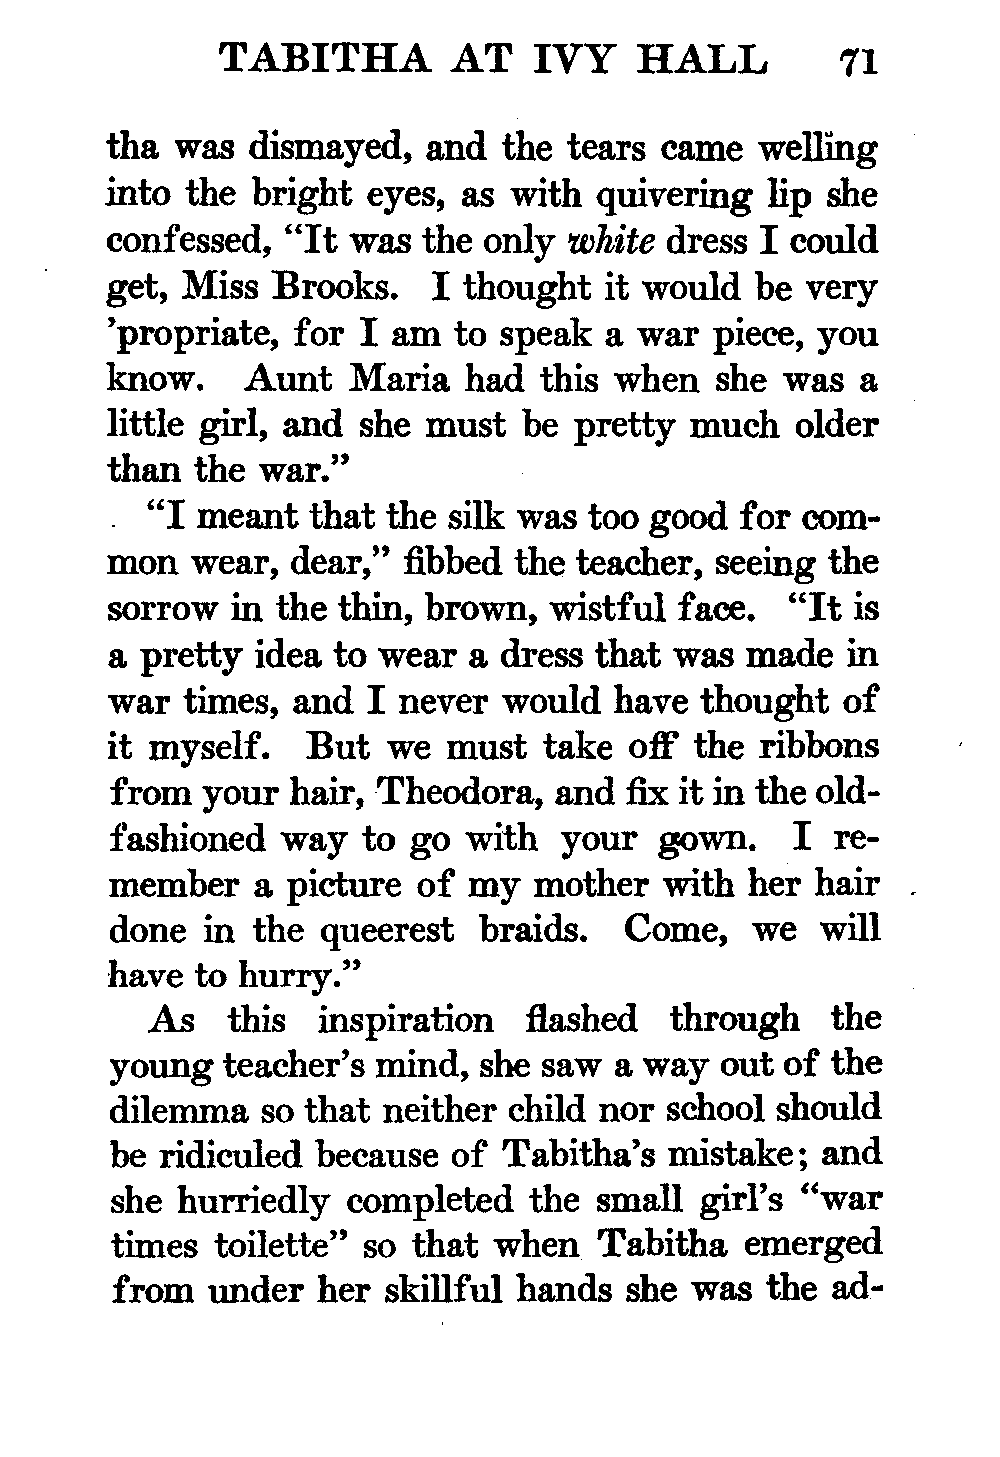 TABITHA AT IVY HALL 71
tha was dismayed, and the tears came welling
into the bright eyes, as with quivering lip she
confessed, “It was the only white dress I could
get, Miss Brooks. I thought it would be very
’propriate, for I am to speak a war piece, you
know. Aunt Maria had this when she was a
little girl, and she must be pretty much older
than the war.”
“I meant that the silk was too good for com-
mon wear, dear,” fibbed the teacher, seeing the
sorrow in the thin, brown, wistful face. “It is
a pretty idea to wear a dress that was made in
war times, and I never would have thought of
it myself. But we must take off the ribbons
from your hair, Theodora, and fix it in the old-
fashioned way to go with your gown. I re-
member a picture of my mother with her hair
done in the queerest braids. Come, we will
have to hurry.”
As this inspiration flashed through the
young teacher’s mind, she saw a way out of the
dilemma so that neither child nor school should
be ridiculed because of Tabitha’s mistake; and
she hurriedly completed the small girl’s “war
times toilette” so that when Tabitha emerged
from under her skillful hands she was the ad-